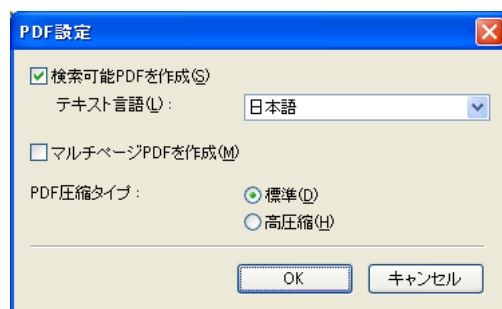 PDF設定
検索可能PDFを作成(S)
テキスト言語(L)： 日本語
マルチページPDFを作成(M)
PDF圧縮タイプ： 標準(D)
高圧縮(H)
OK キャンセル